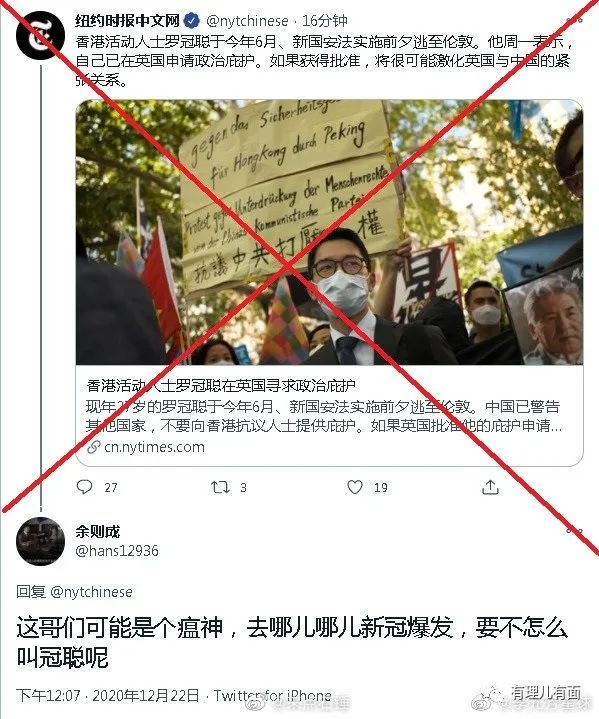 纽约时报中文网 @nytchinese · 16分钟
香港活动人士罗冠聪于今年6月、新国安法实施前夕逃至伦敦。他周一表示，
自己已在英国申请政治庇护。如果获得批准，将很可能激化英国与中国的紧
张关系。
gegen das Sicherheitsge
für Hongkong durch Peking
Protest gegen Unterdrückung der Menschenrechte
von der Chinas Kommunistische Partei
抗議中共打壓 權
香港活动人士罗冠聪在英国寻求政治庇护
现年27岁的罗冠聪于今年6月、新国安法实施前夕逃至伦敦。中国已警告
其他国家，不要向香港抗议人士提供庇护。如果英国批准他的庇护申请...
cn.nytimes.com
27 3 19
余则成
@hans12936
回复 @nytchinese
这哥们可能是个瘟神，去哪儿哪儿新冠爆发，要不怎么
叫冠聪呢
下午12:07 · 2020年12月22日 · Twitter for iPhone
有理儿有面